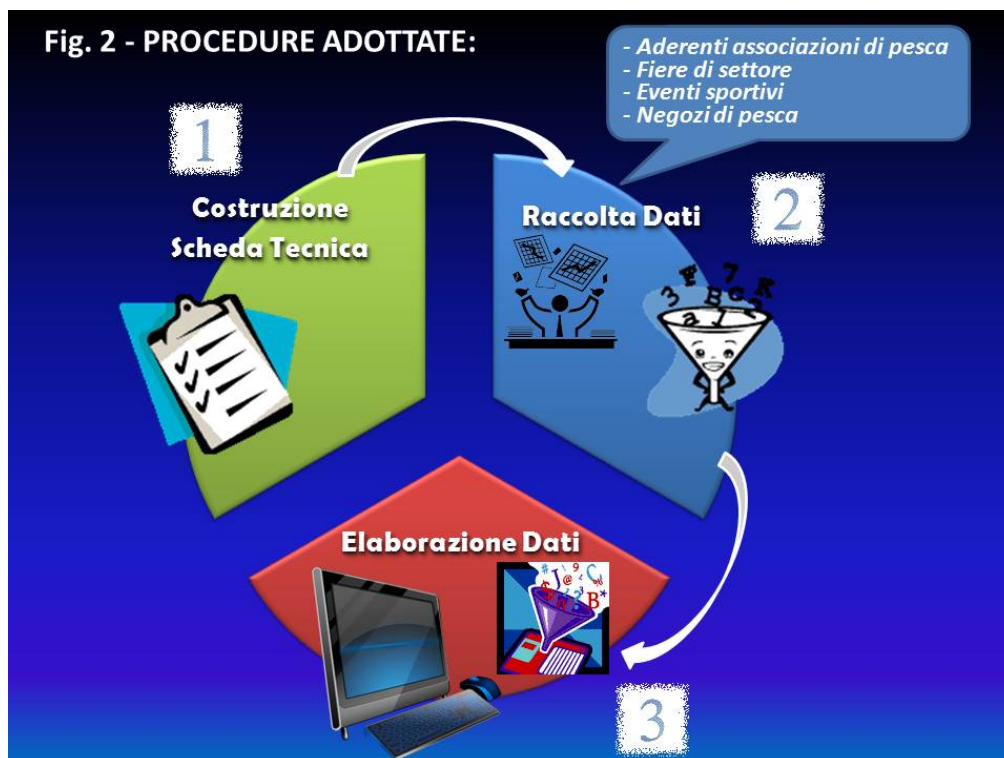 Fig. 2 - PROCEDURE ADOTTATE:
- Aderenti associazioni di pesca
- Fiere di settore
- Eventi sportivi
- Negozi di pesca
1
Costruzione
Scheda Tecnica
Raccolta Dati
2
Elaborazione Dati
3